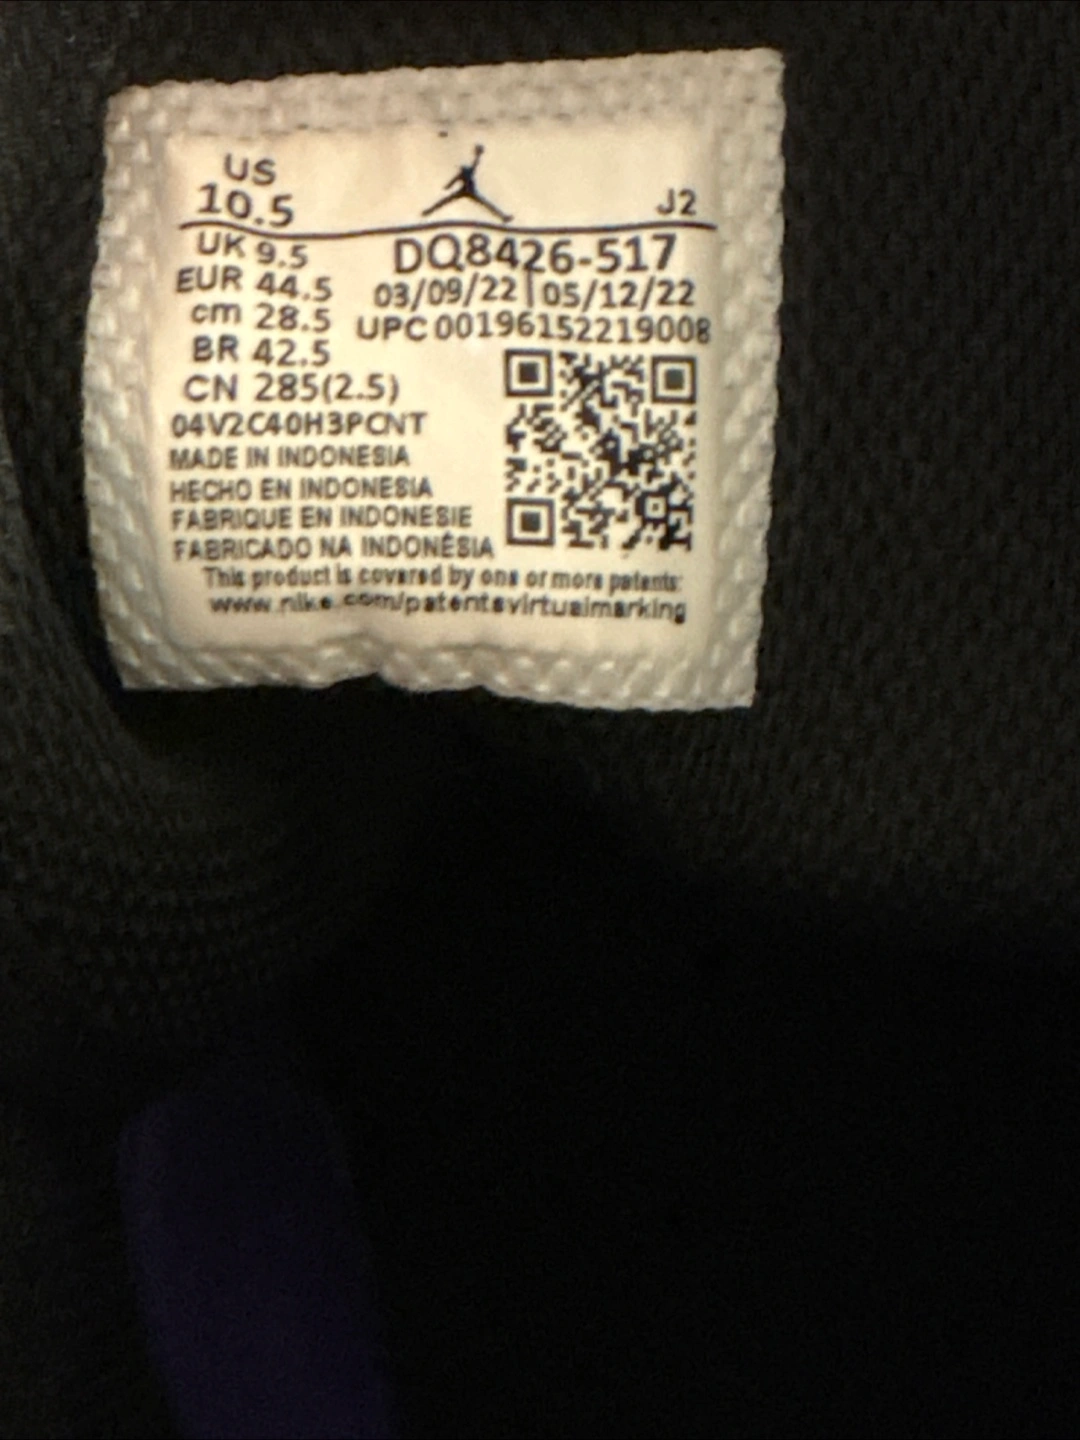 US
10.5
J2
UK 9.5
EUR 44.5
cm 28.5
BR 42.5
CN 285(2.5)
DQ8426-517
03/09/22 | 05/12/22
UPC 00196152219008
04V2C40H3PCNT
MADE IN INDONESIA
HECHO EN INDONESIA
FABRIQUE EN INDONESIE
FABRICADO NA INDONÉSIA
This product is covered by one or more patents:
www.nike.com/patentsvirtualmarking